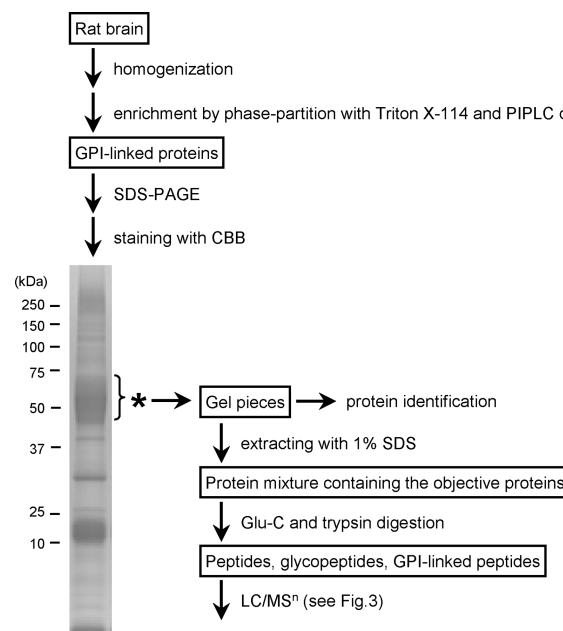 Rat brain
homogenization
enrichment by phase-partition with Triton X-114 and PIPLC
GPI-linked proteins
SDS-PAGE
staining with CBB
(kDa)
250
150
100
75
50
37
25
10
*
Gel pieces
protein identification
extracting with 1% SDS
Protein mixture containing the objective proteins
Glu-C and trypsin digestion
Peptides, glycopeptides, GPI-linked peptides
LC/MSⁿ (see Fig.3)